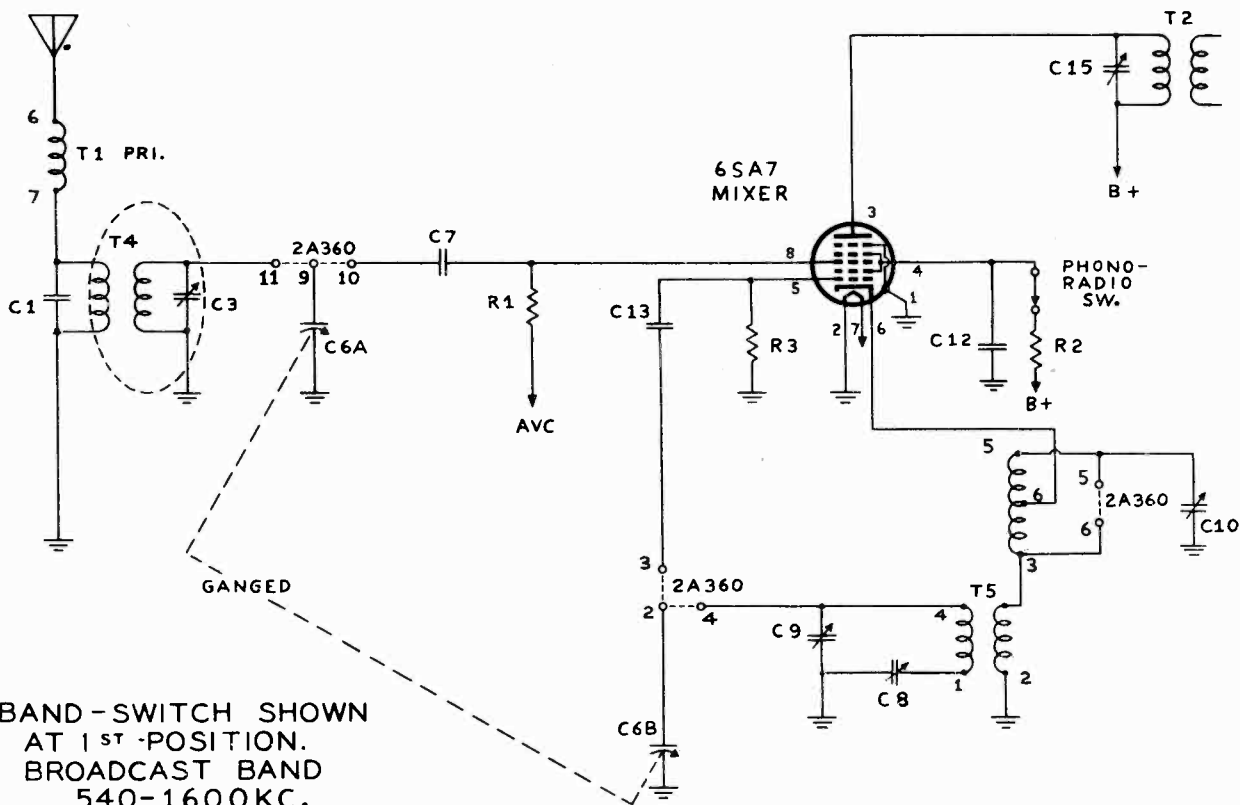 T2
C15
B+
6
T1 PRI.
7
6SA7
MIXER
3
T4
C1
C3
11
2A360
9
10
C7
8
5
4
1
PHONO-
RADIO
SW.
C6A
R1
C13
R3
2
7
6
C12
R2
B+
AVC
5
6
5
2A360
6
C10
3
GANGED
3
2A360
2
4
C9
4
T5
C8
1
2
C6B
BAND-SWITCH SHOWN
AT 1ST-POSITION.
BROADCAST BAND
540-1600KC.